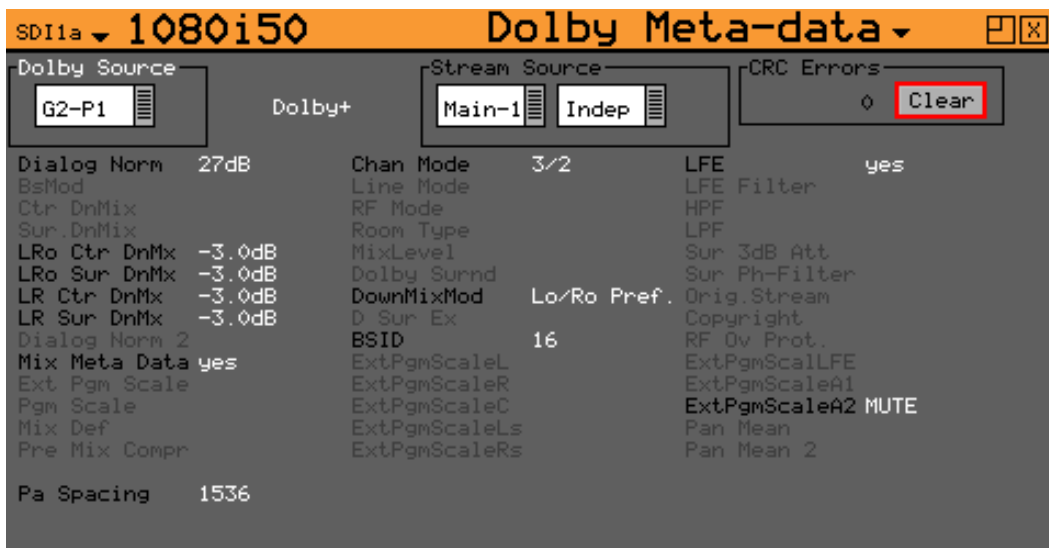 SDI1a 1080i50 Dolby Meta-data
Dolby Source Stream Source CRC Errors
G2-P1 Dolby+ Main-1 Indep 0 Clear
Dialog Norm 27dB Chan Mode 3/2 LFE yes
BsMod Line Mode LFE Filter
Ctr DnMix RF Mode HPF
Sur.DnMix Room Type LPF
LRo Ctr DnMx -3.0dB MixLevel Sur 3dB Att
LRo Sur DnMx -3.0dB Dolby Surnd Sur Ph-Filter
LR Ctr DnMx -3.0dB DownMixMod Lo/Ro Pref. Orig.Stream
LR Sur DnMx -3.0dB D Sur Ex Copyright
Dialog Norm 2 BSID 16 RF Ov Prot.
Mix Meta Data yes ExtPgmScaleL ExtPgmScalLFE
Ext Pgm Scale ExtPgmScaleR ExtPgmScaleA1
Pgm Scale ExtPgmScaleC ExtPgmScaleA2 MUTE
Mix Def ExtPgmScaleLs Pan Mean
Pre Mix Compr ExtPgmScaleRs Pan Mean 2
Pa Spacing 1536